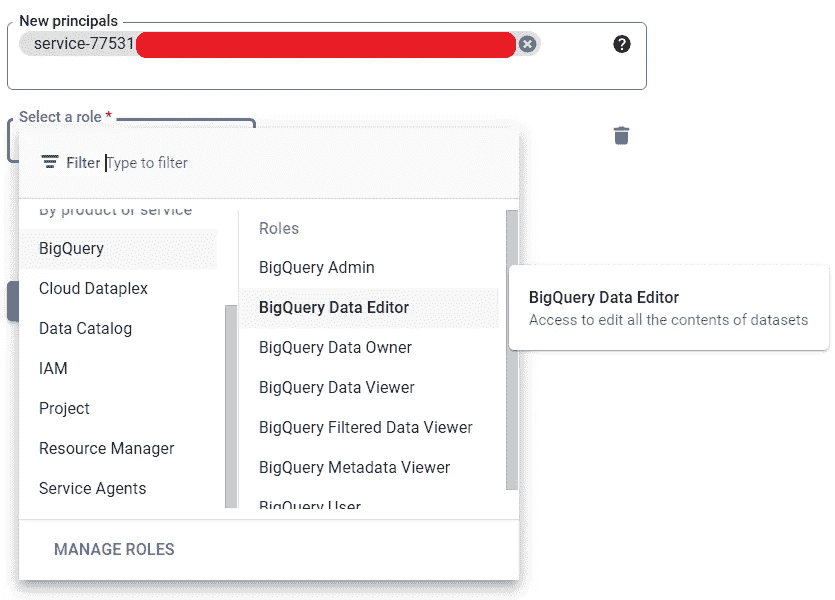 New principals
service-77531
Select a role *
Filter Type to filter
By product or service
BigQuery
Cloud Dataplex
Data Catalog
IAM
Project
Resource Manager
Service Agents
Roles
BigQuery Admin
BigQuery Data Editor
BigQuery Data Owner
BigQuery Data Viewer
BigQuery Filtered Data Viewer
BigQuery Metadata Viewer
BigQuery User
BigQuery Data Editor
Access to edit all the contents of datasets
MANAGE ROLES